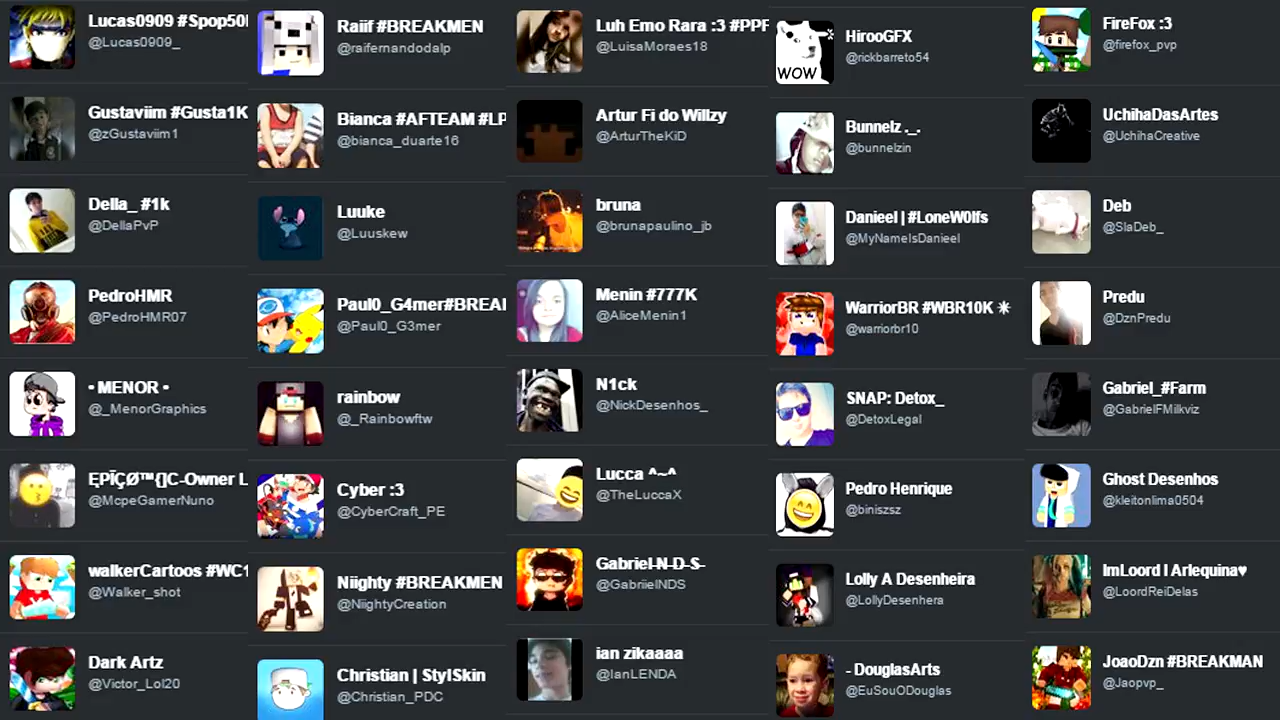 Lucas0909 #Spop50
@Lucas0909_
Gustaviim #Gusta1K
@zGustaviim1
Della_ #1k
@DellaPvP
PedroHMR
@PedroHMR07
• MENOR •
@_MenorGraphics
ĘPĪÇØ™{]C-Owner L
@McpeGamerNuno
walkerCartoos #WC1
@Walker_shot
Dark Artz
@Victor_Lol20
Raiif #BREAKMEN
@raifernandodalp
Bianca #AFTEAM #LP
@bianca_duarte16
Luuke
@Luuskew
Paul0_G4mer#BREAI
@Paul0_G3mer
rainbow
@_Rainbowftw
Cyber :3
@CyberCraft_PE
Niighty #BREAKMEN
@NiightyCreation
Christian | StylSkin
@Christian_PDC
Luh Emo Rara :3 #PPF
@LuisaMoraes18
Artur Fi do Willzy
@ArturTheKiD
bruna
@brunapaulino_jb
Menin #777K
@AliceMenin1
N1ck
@NickDesenhos_
Lucca ^~^
@TheLuccaX
Gabriel N D S
@GabriielNDS
ian zikaaaa
@IanLENDA
HirooGFX
@rickbarreto54
WOW
Bunnelz ._.
@bunnelzin
Danieel | #LoneW0lfs
@MyNameIsDanieel
WarriorBR #WBR10K ✴
@warriorbr10
SNAP: Detox_
@DetoxLegal
Pedro Henrique
@biniszsz
Lolly A Desenheira
@LollyDesenhera
- DouglasArts
@EuSouODouglas
FireFox :3
@firefox_pvp
UchihaDasArtes
@UchihaCreative
Deb
@SlaDeb_
Predu
@DznPredu
Gabriel_#Farm
@GabrielFMilkviz
Ghost Desenhos
@kleitonlima0504
ImLoord l Arlequina♥
@LoordReiDelas
JoaoDzn #BREAKMAN
@Jaopvp_